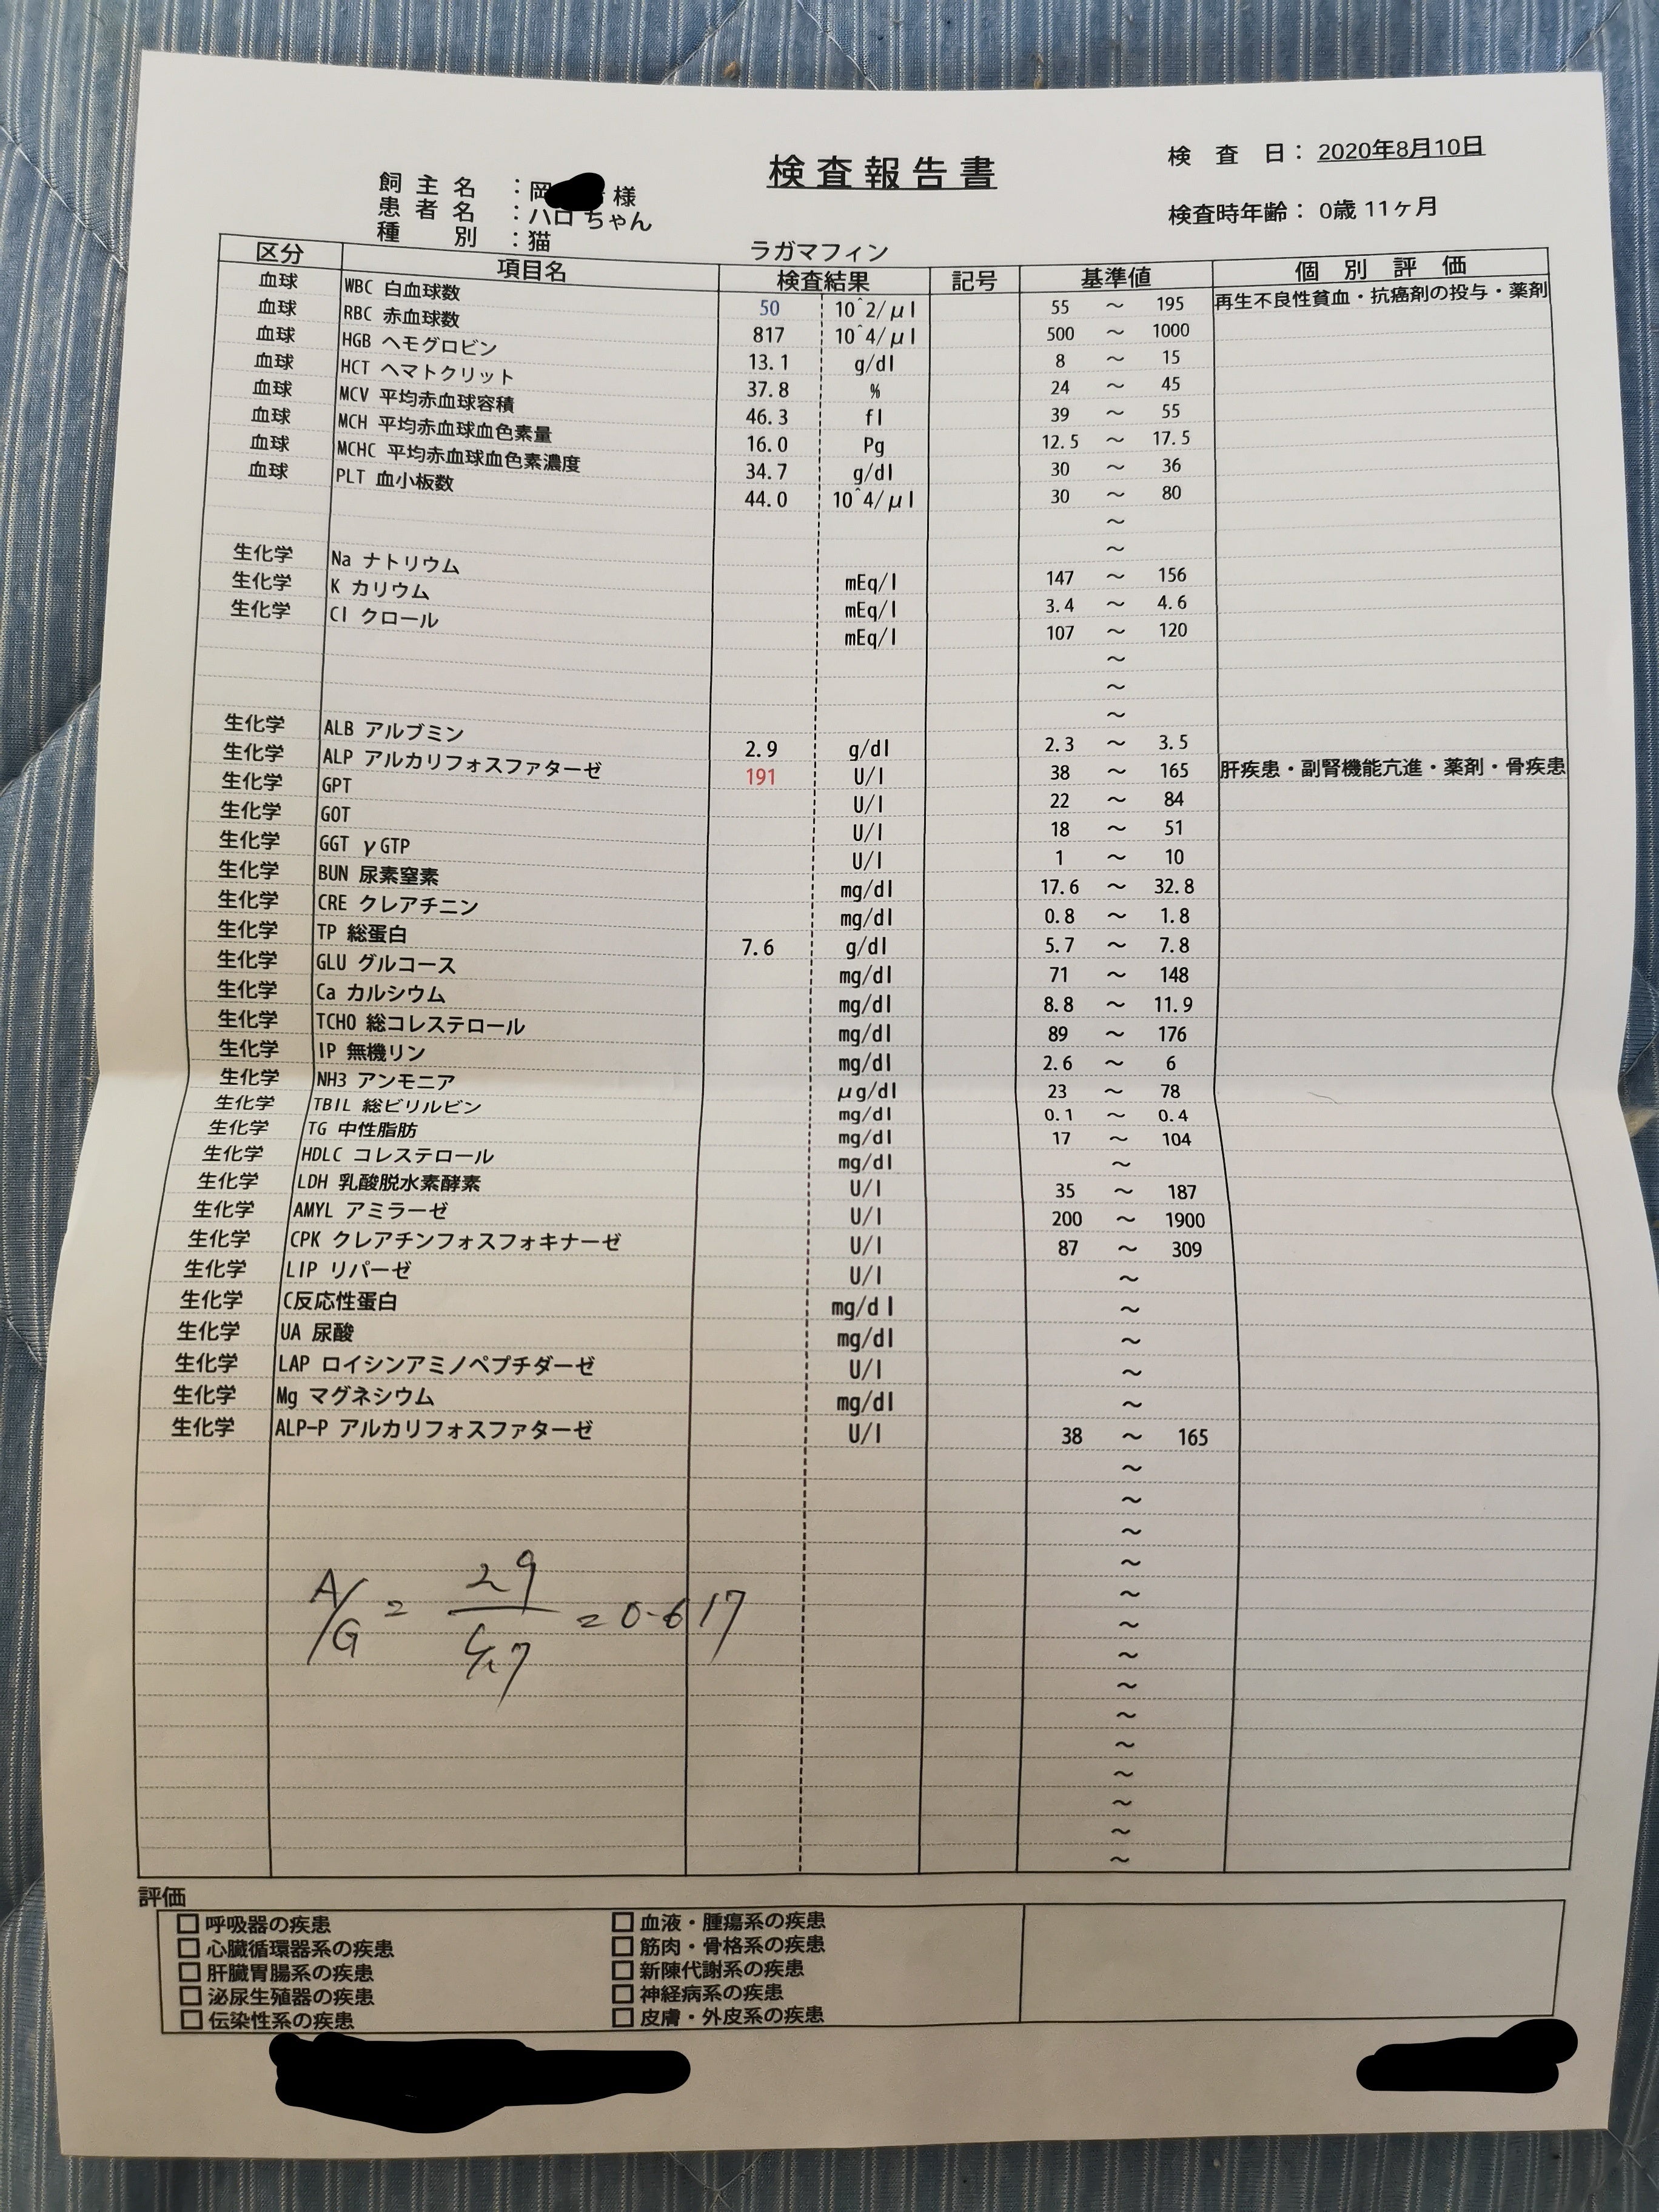 検査報告書
検 査 日：2020年8月10日
検査時年齢：0歳 11ヶ月
飼 主 名 ：岡 様
患 者 名 ：ハロ ちゃん
種 別 ：猫 ラガマフィン
区分 項目名 検査結果 記号 基準値 個 別 評 価
血球 WBC 白血球数 50 10^2/μl 55 ～ 195 再生不良性貧血・抗癌剤の投与・薬剤
血球 RBC 赤血球数 817 10^4/μl 500 ～ 1000
血球 HGB ヘモグロビン 13.1 g/dl 8 ～ 15
血球 HCT ヘマトクリット 37.8 % 24 ～ 45
血球 MCV 平均赤血球容積 46.3 fl 39 ～ 55
血球 MCH 平均赤血球血色素量 16.0 Pg 12.5 ～ 17.5
血球 MCHC 平均赤血球血色素濃度 34.7 g/dl 30 ～ 36
血球 PLT 血小板数 44.0 10^4/μl 30 ～ 80
～
～
生化学 Na ナトリウム mEq/l 147 ～ 156
生化学 K カリウム mEq/l 3.4 ～ 4.6
生化学 Cl クロール mEq/l 107 ～ 120
～
～
～
生化学 ALB アルブミン 2.9 g/dl 2.3 ～ 3.5
生化学 ALP アルカリフォスファターゼ 191 U/l 38 ～ 165 肝疾患・副腎機能亢進・薬剤・骨疾患
生化学 GPT U/l 22 ～ 84
生化学 GOT U/l 18 ～ 51
生化学 GGT γGTP U/l 1 ～ 10
生化学 BUN 尿素窒素 mg/dl 17.6 ～ 32.8
生化学 CRE クレアチニン mg/dl 0.8 ～ 1.8
生化学 TP 総蛋白 7.6 g/dl 5.7 ～ 7.8
生化学 GLU グルコース mg/dl 71 ～ 148
生化学 Ca カルシウム mg/dl 8.8 ～ 11.9
生化学 TCHO 総コレステロール mg/dl 89 ～ 176
生化学 IP 無機リン mg/dl 2.6 ～ 6
生化学 NH3 アンモニア μg/dl 23 ～ 78
生化学 TBIL 総ビリルビン mg/dl 0.1 ～ 0.4
生化学 TG 中性脂肪 mg/dl 17 ～ 104
生化学 HDLC コレステロール mg/dl ～
生化学 LDH 乳酸脱水素酵素 U/l 35 ～ 187
生化学 AMYL アミラーゼ U/l 200 ～ 1900
生化学 CPK クレアチンフォスフォキナーゼ U/l 87 ～ 309
生化学 LIP リパーゼ U/l ～
生化学 C反応性蛋白 mg/dl ～
生化学 UA 尿酸 mg/dl ～
生化学 LAP ロイシンアミノペプチダーゼ U/l ～
生化学 Mg マグネシウム mg/dl ～
生化学 ALP-P アルカリフォスファターゼ U/l 38 ～ 165
～
～
～
～
～
～
～
～
～
～
～
～
～
～
A/G = 2.9/4.7 = 0.617
評価
□ 呼吸器の疾患 □ 血液・腫瘍系の疾患
□ 心臓循環器系の疾患 □ 筋肉・骨格系の疾患
□ 肝臓胃腸系の疾患 □ 新陳代謝系の疾患
□ 泌尿生殖器の疾患 □ 神経病系の疾患
□ 伝染性系の疾患 □ 皮膚・外皮系の疾患